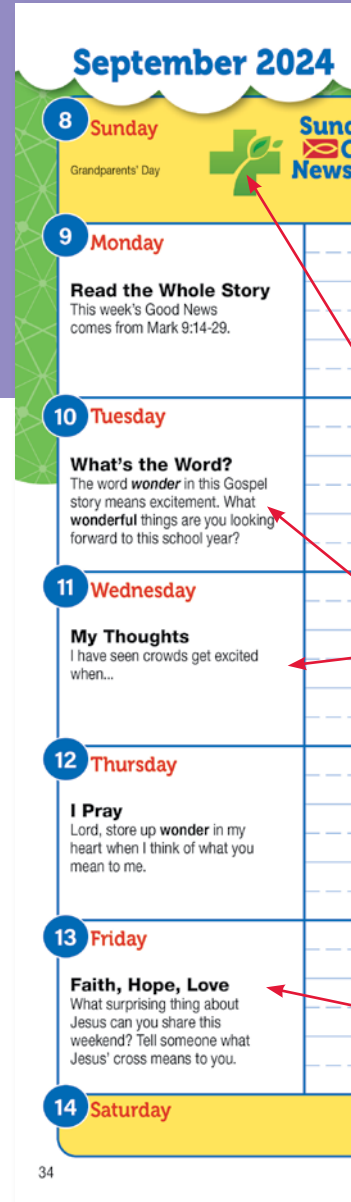 September 2024
8 Sunday
Grandparents' Day
9 Monday
Read the Whole Story
This week's Good News
comes from Mark 9:14-29.
10 Tuesday
What's the Word?
The word wonder in this Gospel
story means excitement. What
wonderful things are you looking
forward to this school year?
11 Wednesday
My Thoughts
I have seen crowds get excited
when...
12 Thursday
I Pray
Lord, store up wonder in my
heart when I think of what you
mean to me.
13 Friday
Faith, Hope, Love
What surprising thing about
Jesus can you share this
weekend? Tell someone what
Jesus' cross means to you.
14 Saturday
34